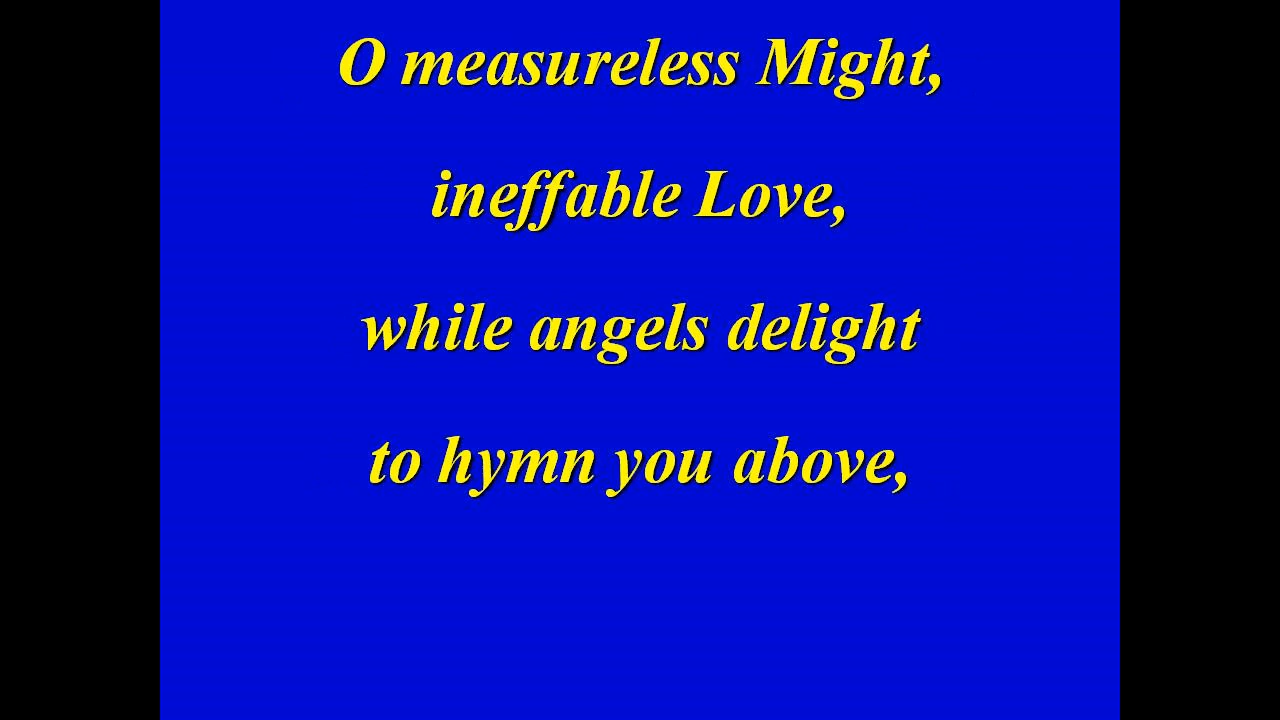 O measureless Might,
ineffable Love,
while angels delight
to hymn you above,